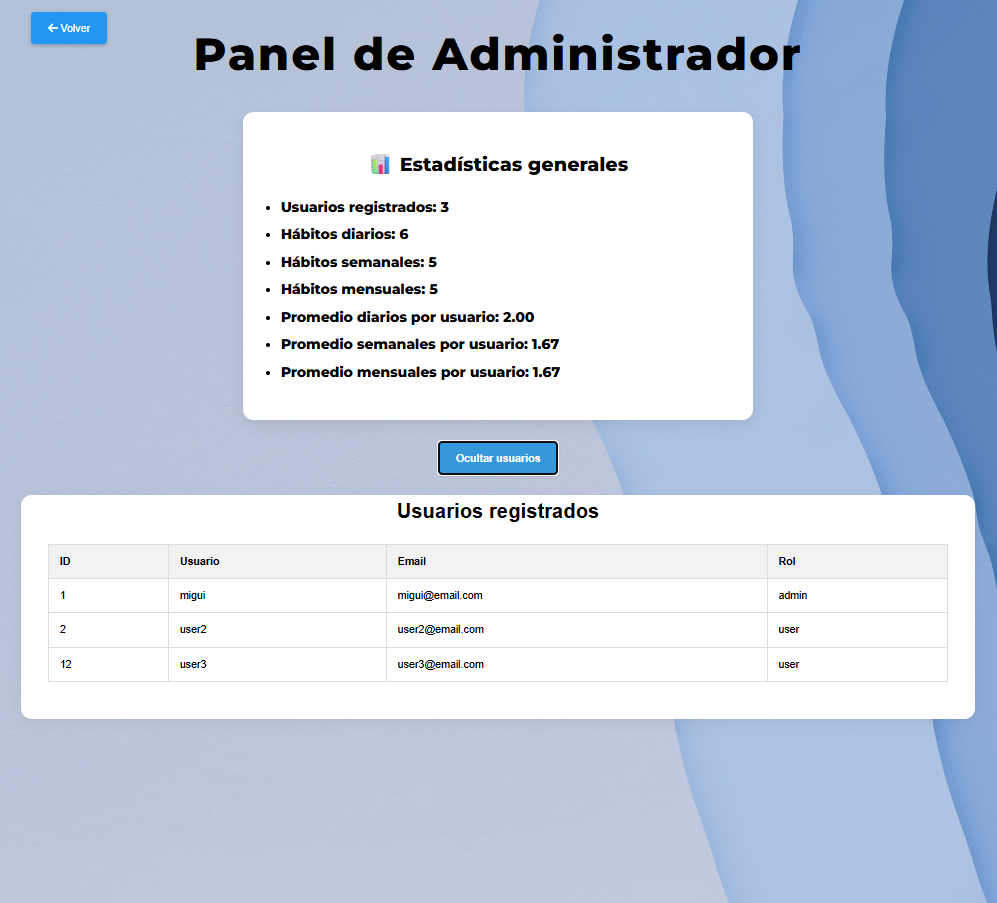 ← Volver
Panel de Administrador
📊 Estadísticas generales
• Usuarios registrados: 3
• Hábitos diarios: 6
• Hábitos semanales: 5
• Hábitos mensuales: 5
• Promedio diarios por usuario: 2.00
• Promedio semanales por usuario: 1.67
• Promedio mensuales por usuario: 1.67
Ocultar usuarios
Usuarios registrados
ID Usuario Email Rol
1 migui migui@email.com admin
2 user2 user2@email.com user
12 user3 user3@email.com user